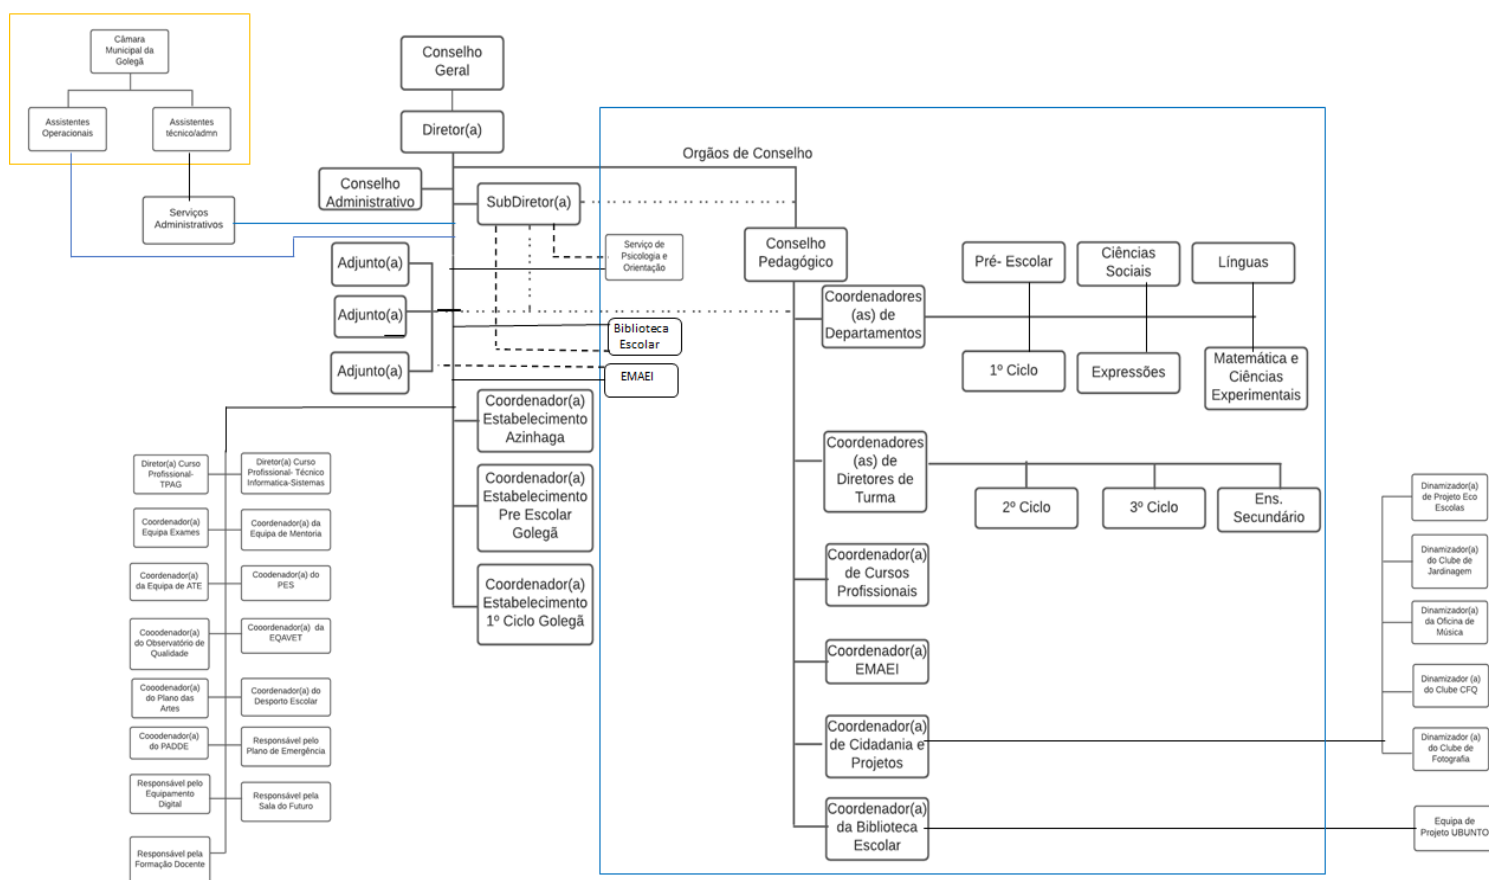 Câmara
Municipal da
Golegã
Assistentes
Operacionais
Assistentes
técnico/admn
Serviços
Administrativos
Conselho
Geral
Diretor(a)
Conselho
Administrativo
SubDiretor(a)
Adjunto(a)
Adjunto(a)
Adjunto(a)
Serviço de
Psicologia e
Orientação
Biblioteca
Escolar
EMAEI
Coordenador(a)
Estabelecimento
Azinhaga
Coordenador(a)
Estabelecimento
Pre Escolar
Golegã
Coordenador(a)
Estabelecimento
1º Ciclo Golegã
Diretor(a) Curso
Profissional-
TPAG
Diretor(a) Curso
Profissional- Técnico
Informatica-Sistemas
Coordenador(a)
Equipa Exames
Coordenador(a) da
Equipa de Mentoria
Coordenador(a)
da Equipa de ATE
Coodenador(a) do
PES
Cooodenador(a)
do Observatório de
Qualidade
Cooordenador(a) da
EQAVET
Cooodenador(a)
do Plano das
Artes
Coordenador(a) do
Desporto Escolar
Cooodenador(a)
do PADDE
Responsável pelo
Plano de Emergência
Responsável pelo
Equipamento
Digital
Responsável pela
Sala do Futuro
Responsável pela
Formação Docente
Orgãos de Conselho
Conselho
Pedagógico
Coordenadores
(as) de
Departamentos
Pré- Escolar
Ciências
Sociais
Línguas
1º Ciclo
Expressões
Matemática e
Ciências
Experimentais
Coordenadores
(as) de
Diretores de
Turma
2º Ciclo
3º Ciclo
Ens.
Secundário
Coordenador(a)
de Cursos
Profissionais
Coordenador(a)
EMAEI
Coordenador(a)
de Cidadania e
Projetos
Coordenador(a)
da Biblioteca
Escolar
Dinamizador(a)
de Projeto Eco
Escolas
Dinamizador(a)
do Clube de
Jardinagem
Dinamizador(a)
da Oficina de
Música
Dinamizador (a)
do Clube CFQ
Dinamizador (a)
do Clube de
Fotografia
Equipa de
Projeto UBUNTO